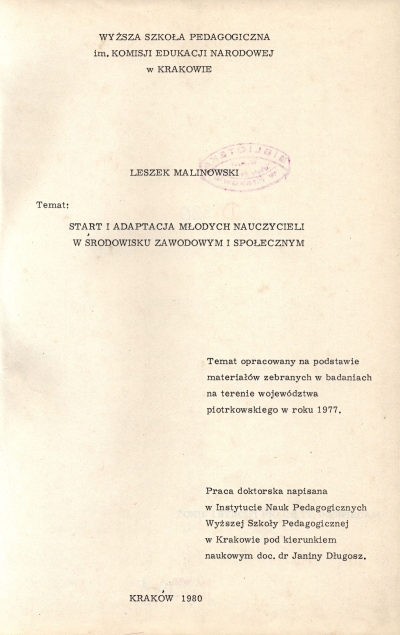 WYŻSZA SZKOŁA PEDAGOGICZNA
im. KOMISJI EDUKACJI NARODOWEJ
w KRAKOWIE
LESZEK MALINOWSKI
Temat:
START I ADAPTACJA MŁODYCH NAUCZYCIELI
W ŚRODOWISKU ZAWODOWYM I SPOŁECZNYM
Temat opracowany na podstawie
materiałów zebranych w badaniach
na terenie województwa
piotrkowskiego w roku 1977.
Praca doktorska napisana
w Instytucie Nauk Pedagogicznych
Wyższej Szkoły Pedagogicznej
w Krakowie pod kierunkiem
naukowym doc. dr Janiny Długosz.
KRAKÓW 1980